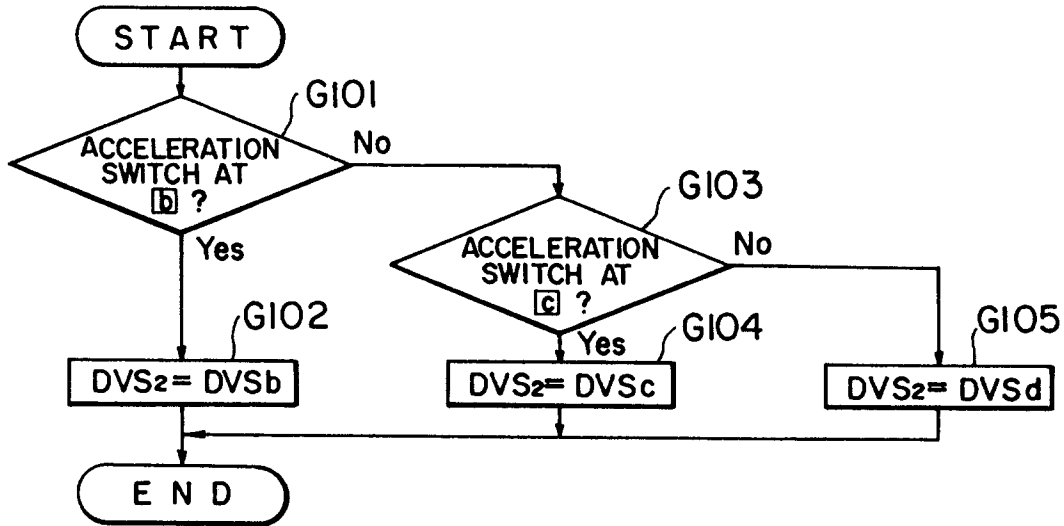 START
G101
ACCELERATION
SWITCH AT
b ?
No
Yes
G103
ACCELERATION
SWITCH AT
c ?
No
Yes
G102
DVS2= DVSb
G104
DVS2= DVSc
G105
DVS2= DVSd
END